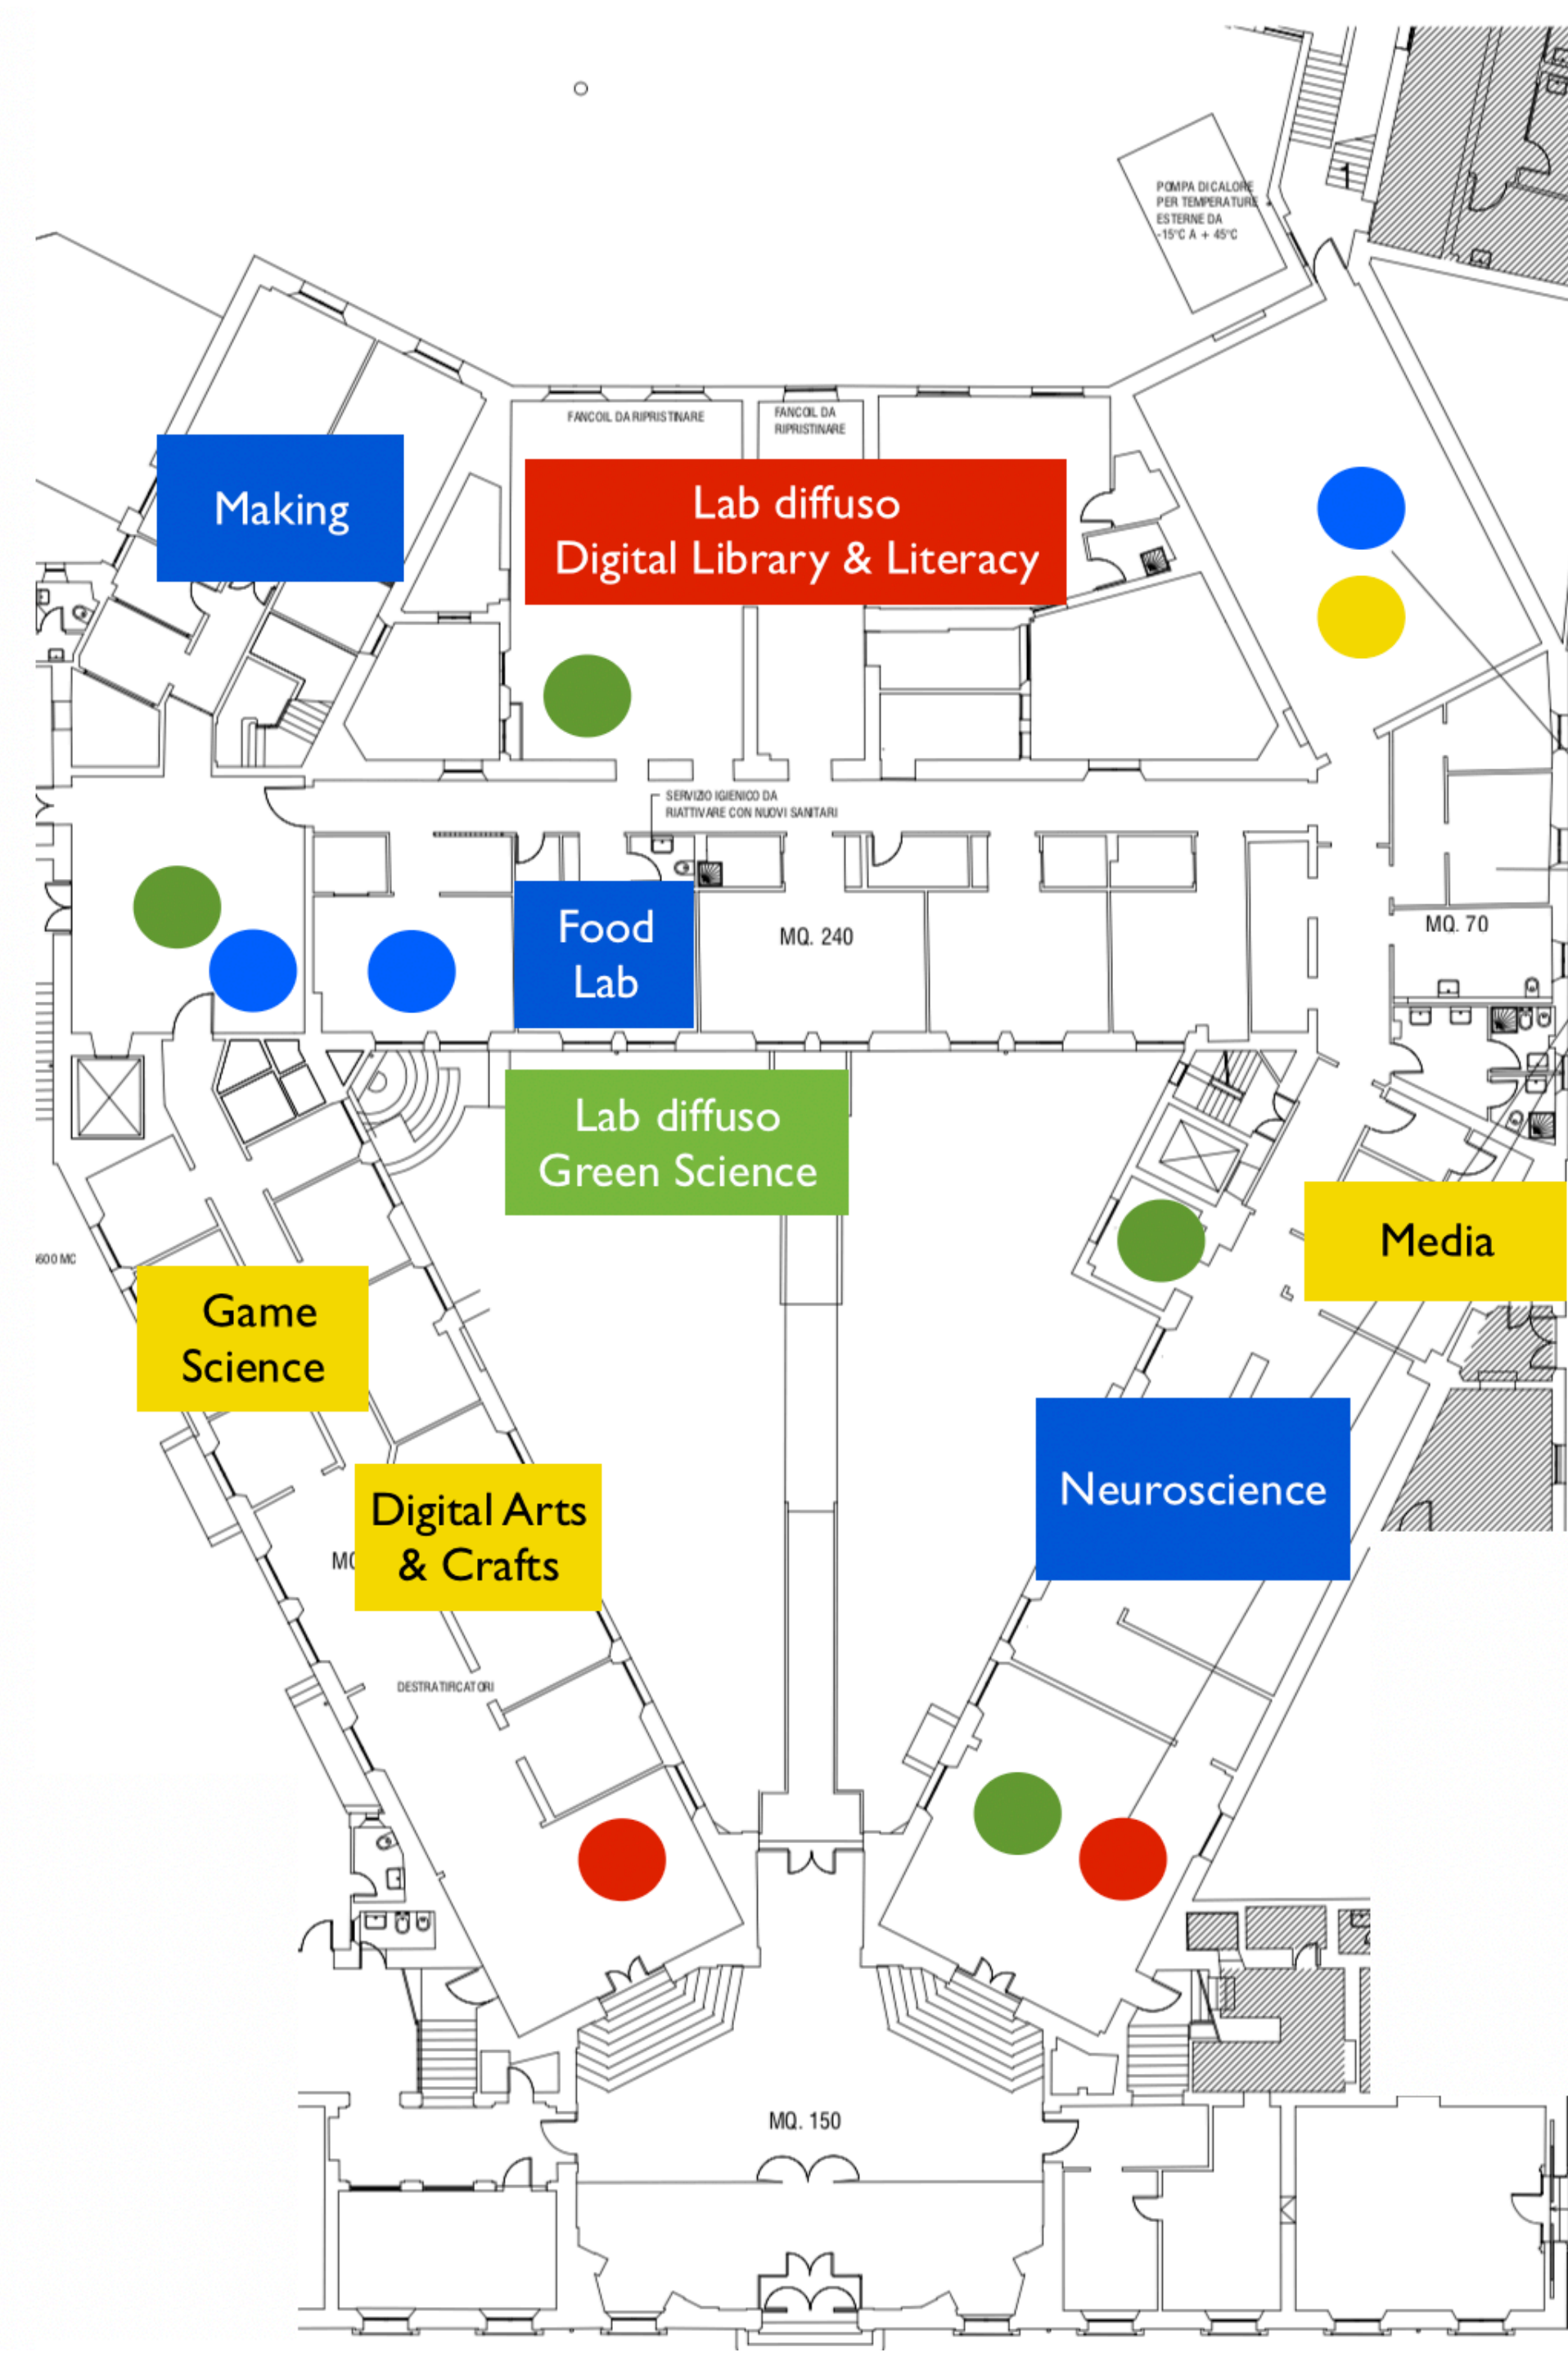 POMPA DI CALORE
PER TEMPERATURE
ESTERNE DA
-15°C A + 45°C
FANCOIL DA RIPRISTINARE
FANCOIL DA
RIPRISTINARE
Making
Lab diffuso
Digital Library & Literacy
SERVIZIO IGIENICO DA
RIATTIVARE CON NUOVI SANITARI
Food
Lab
MQ. 240
MQ. 70
Lab diffuso
Green Science
Media
600 MC
Game
Science
Neuroscience
Digital Arts
& Crafts
DESTRATIFICATORI
MQ. 150